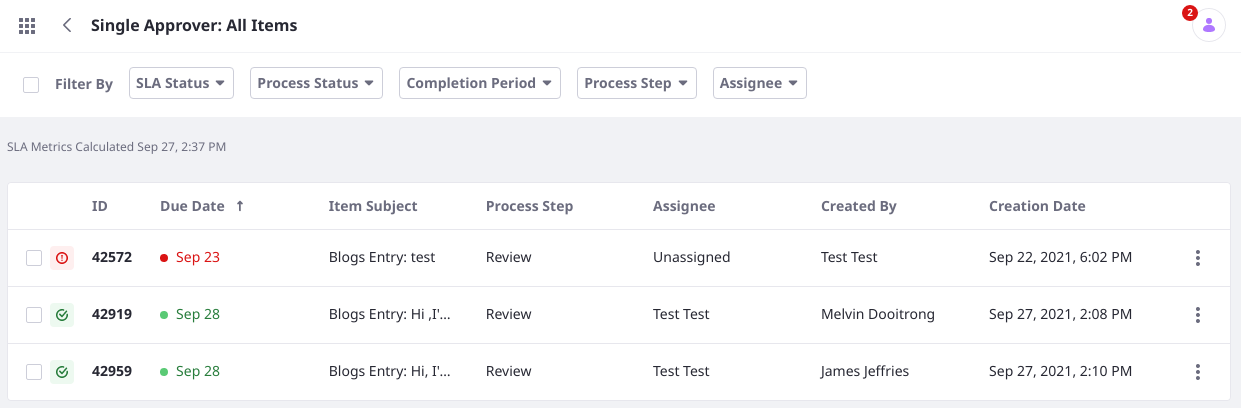 Single Approver: All Items
2
Filter By SLA Status Process Status Completion Period Process Step Assignee
SLA Metrics Calculated Sep 27, 2:37 PM
ID Due Date ↑ Item Subject Process Step Assignee Created By Creation Date
42572 Sep 23 Blogs Entry: test Review Unassigned Test Test Sep 22, 2021, 6:02 PM
42919 Sep 28 Blogs Entry: Hi ,I'... Review Test Test Melvin Dooitrong Sep 27, 2021, 2:08 PM
42959 Sep 28 Blogs Entry: Hi, I'... Review Test Test James Jeffries Sep 27, 2021, 2:10 PM